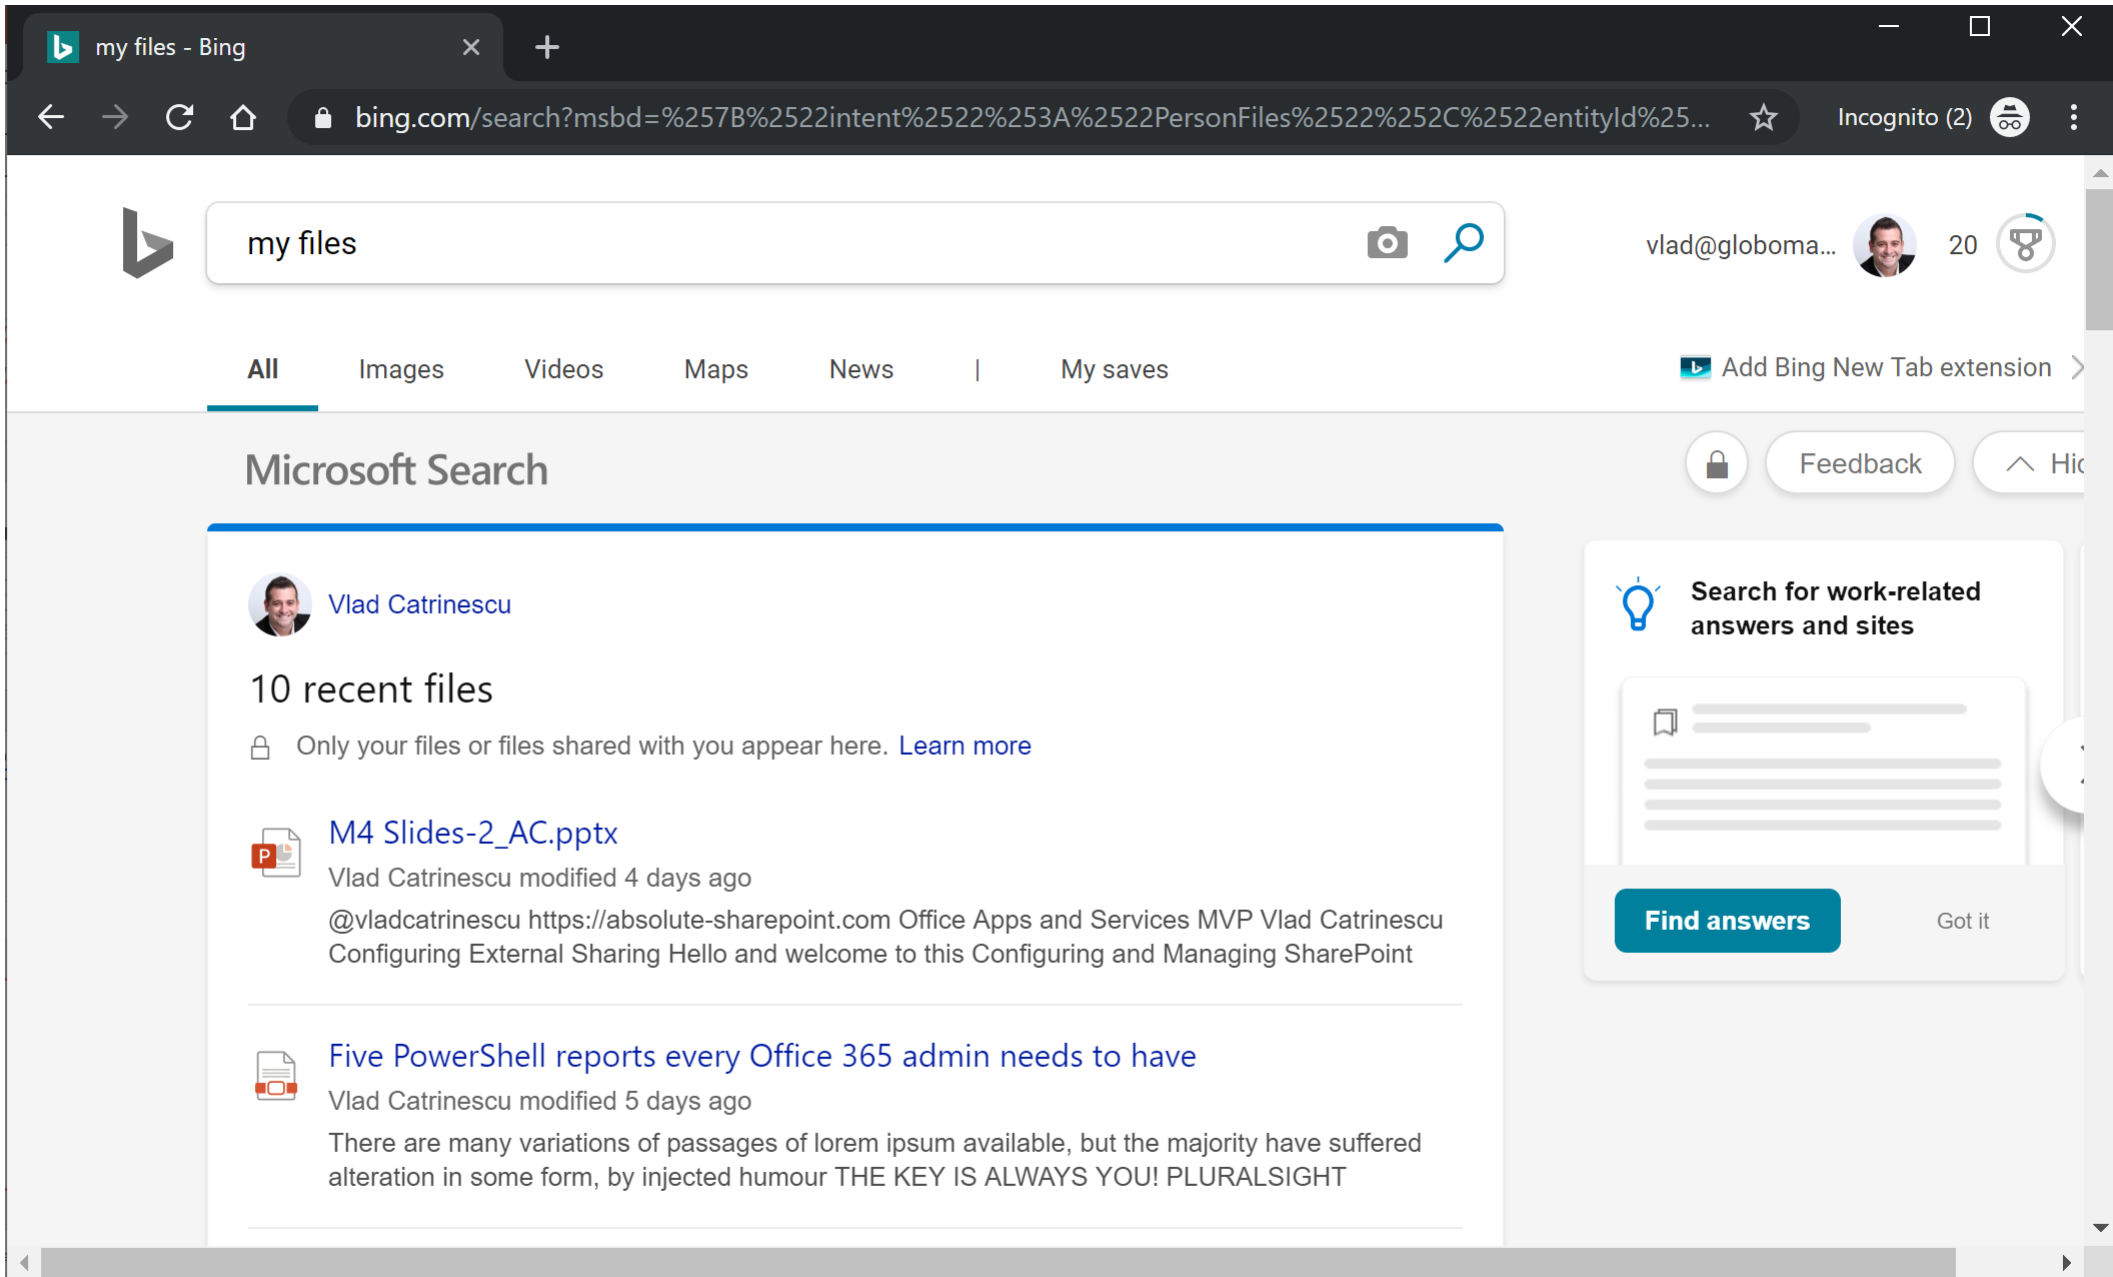 my files - Bing
bing.com/search?msbd=%257B%2522intent%2522%253A%2522PersonFiles%2522%252C%2522entityId%25...
Incognito (2)
my files
vlad@globoma...
20
All Images Videos Maps News | My saves
Add Bing New Tab extension
Microsoft Search
Feedback
Vlad Catrinescu
10 recent files
Only your files or files shared with you appear here. Learn more
M4 Slides-2_AC.pptx
Vlad Catrinescu modified 4 days ago
@vladcatrinescu https://absolute-sharepoint.com Office Apps and Services MVP Vlad Catrinescu
Configuring External Sharing Hello and welcome to this Configuring and Managing SharePoint
Five PowerShell reports every Office 365 admin needs to have
Vlad Catrinescu modified 5 days ago
There are many variations of passages of lorem ipsum available, but the majority have suffered
alteration in some form, by injected humour THE KEY IS ALWAYS YOU! PLURALSIGHT
Search for work-related
answers and sites
Find answers
Got it